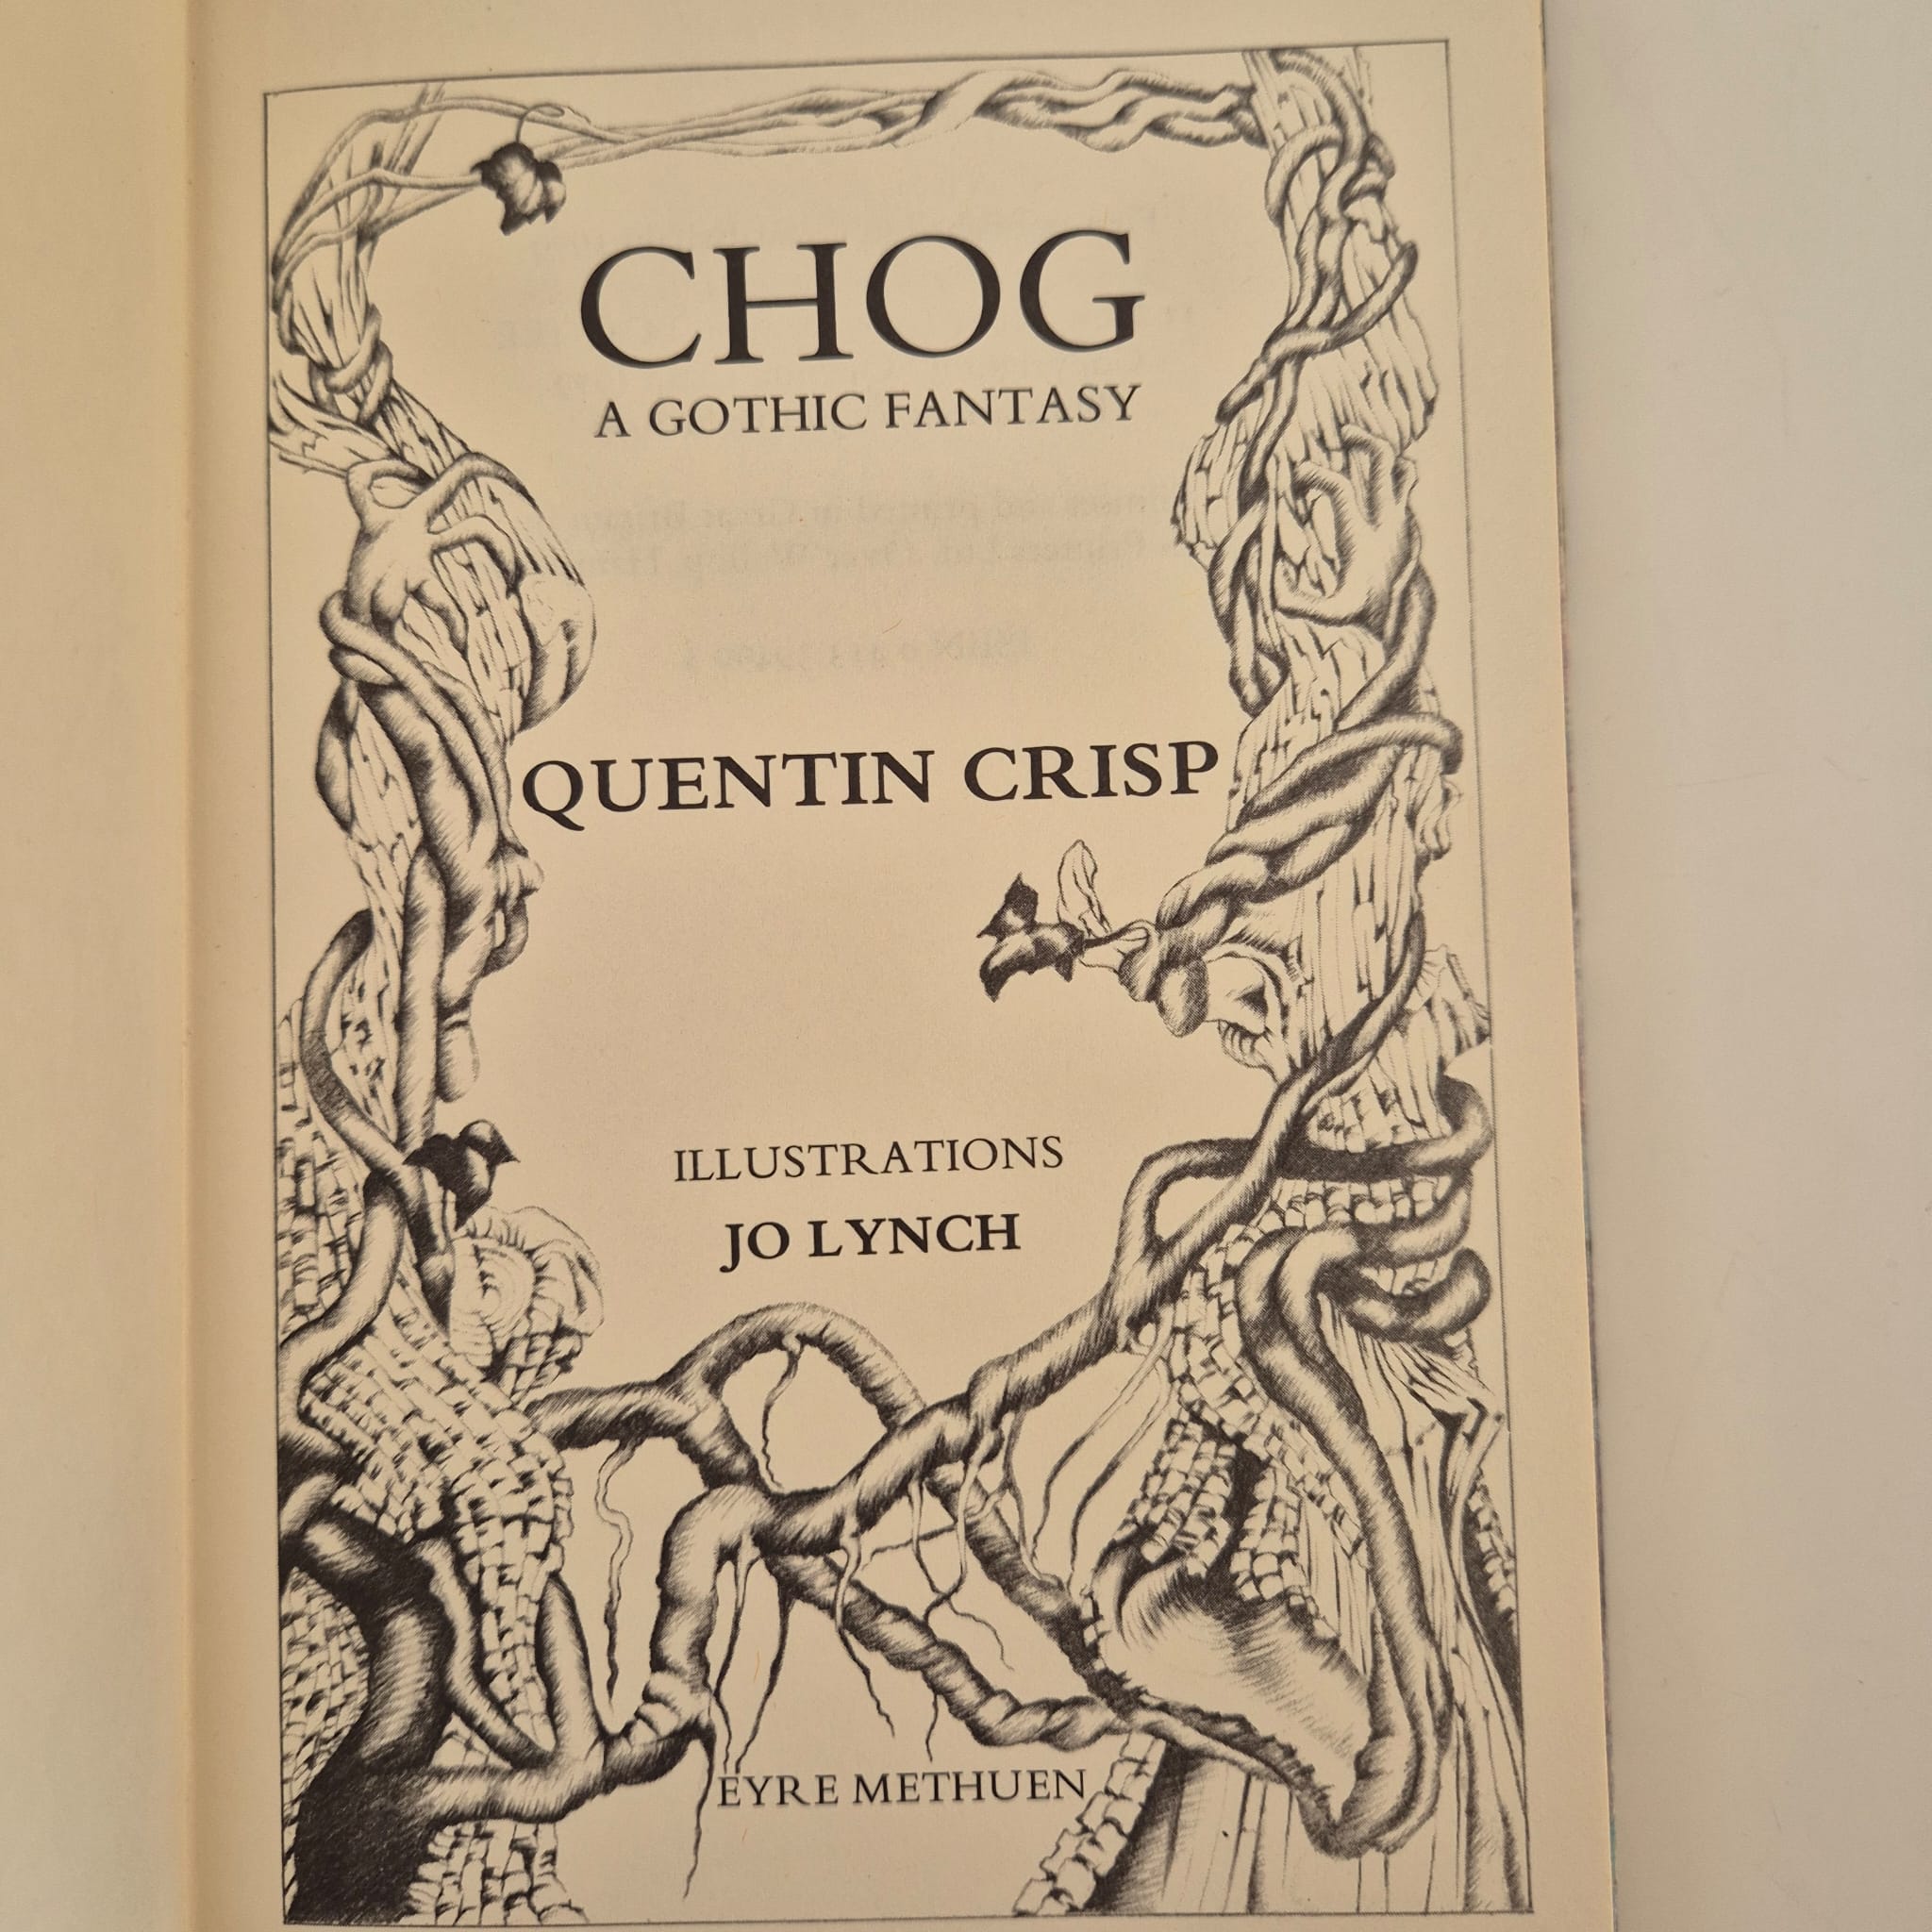 CHOG
A GOTHIC FANTASY
QUENTIN CRISP
ILLUSTRATIONS
JO LYNCH
EYRE METHUEN